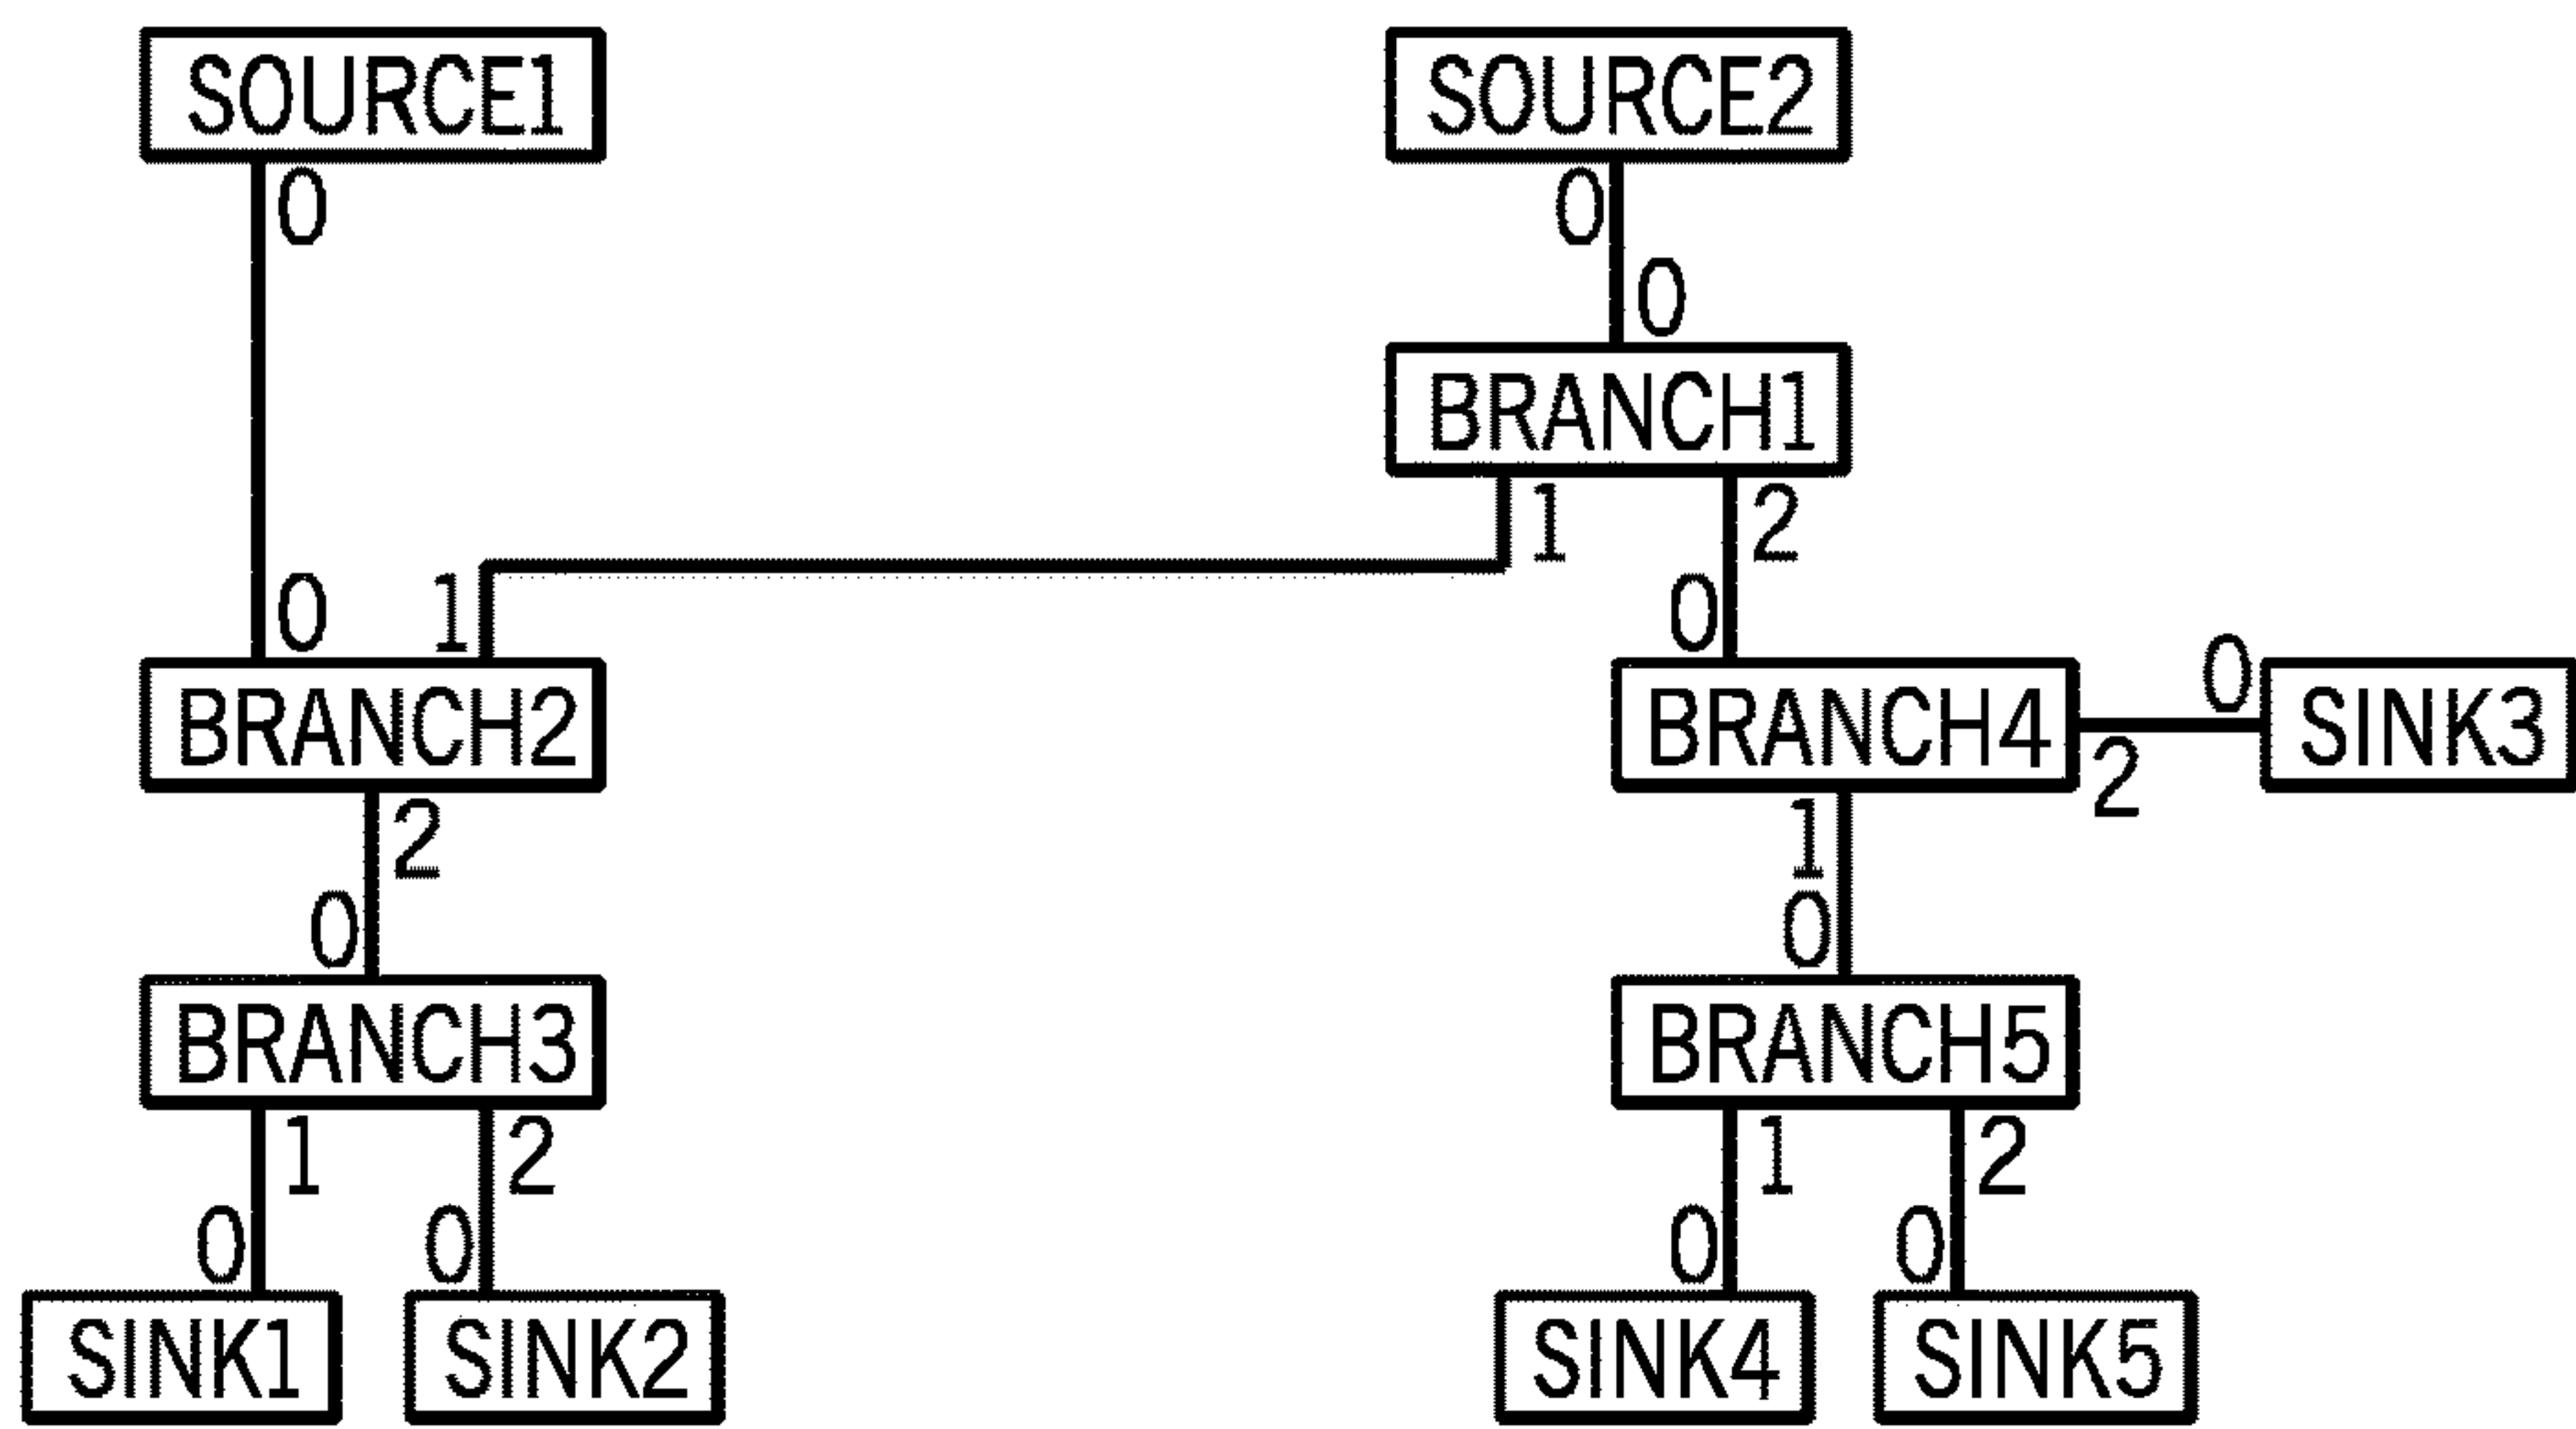 SOURCE1 SOURCE2
0 0
0
BRANCH1
1 2
0 1 0
BRANCH2 BRANCH4 0 SINK3
2
2 1
0 0
BRANCH3 BRANCH5
1 2 1 2
0 0 0 0
SINK1 SINK2 SINK4 SINK5